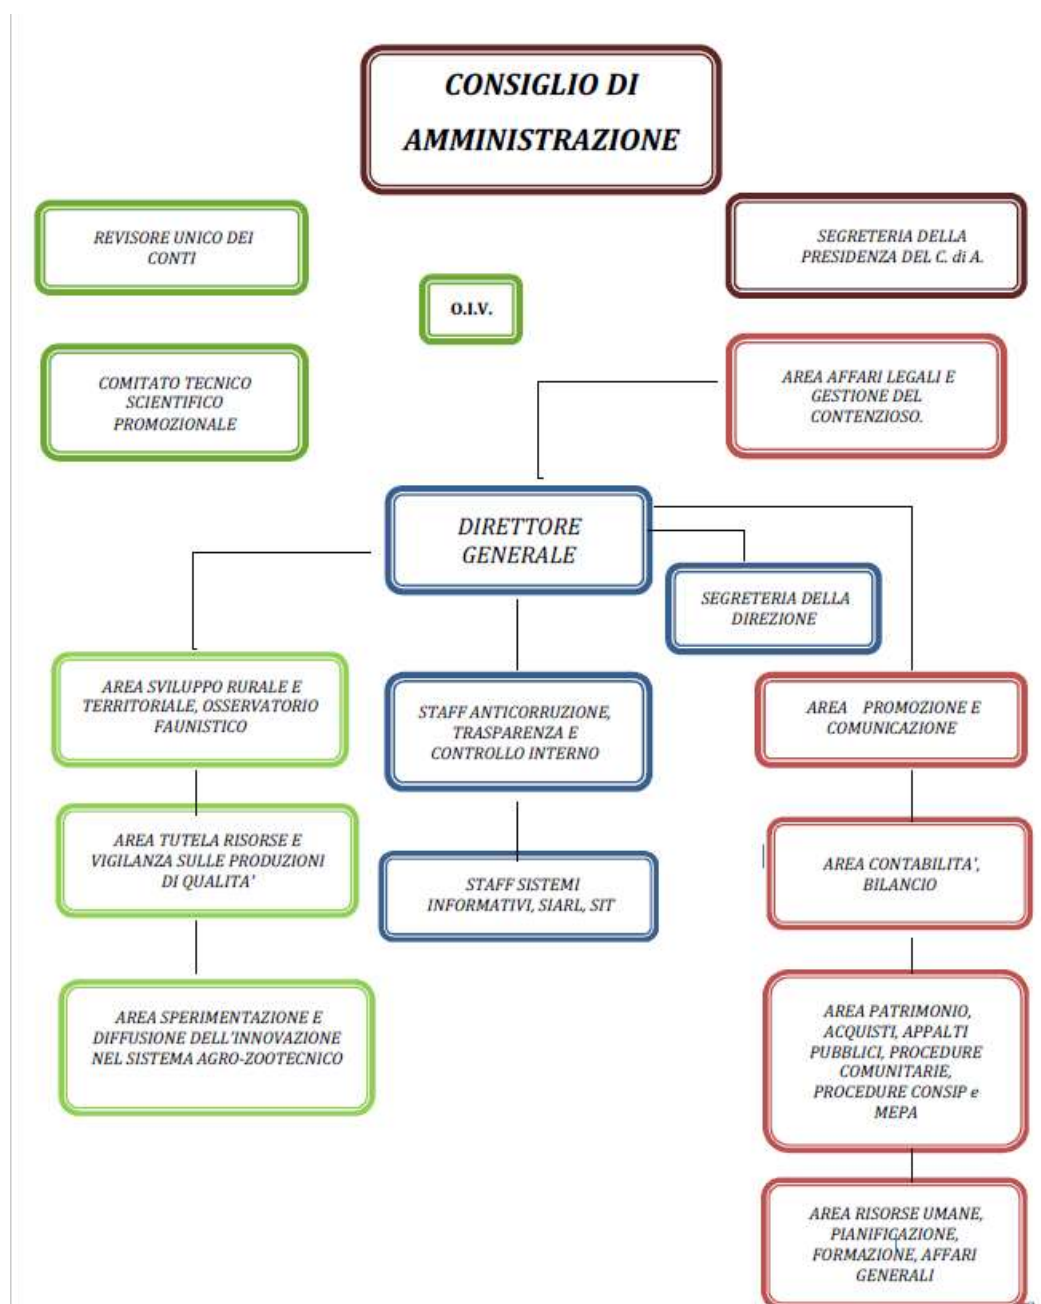 CONSIGLIO DI
AMMINISTRAZIONE
REVISORE UNICO DEI
CONTI
SEGRETERIA DELLA
PRESIDENZA DEL C. di A.
O.I.V.
COMITATO TECNICO
SCIENTIFICO
PROMOZIONALE
AREA AFFARI LEGALI E
GESTIONE DEL
CONTENZIOSO.
DIRETTORE
GENERALE
SEGRETERIA DELLA
DIREZIONE
AREA SVILUPPO RURALE E
TERRITORIALE, OSSERVATORIO
FAUNISTICO
STAFF ANTICORRUZIONE,
TRASPARENZA E
CONTROLLO INTERNO
AREA PROMOZIONE E
COMUNICAZIONE
AREA TUTELA RISORSE E
VIGILANZA SULLE PRODUZIONI
DI QUALITA'
STAFF SISTEMI
INFORMATIVI, SIARL, SIT
AREA CONTABILITA',
BILANCIO
AREA SPERIMENTAZIONE E
DIFFUSIONE DELL'INNOVAZIONE
NEL SISTEMA AGRO-ZOOTECNICO
AREA PATRIMONIO,
ACQUISTI, APPALTI
PUBBLICI, PROCEDURE
COMUNITARIE,
PROCEDURE CONSIP e
MEPA
AREA RISORSE UMANE,
PIANIFICAZIONE,
FORMAZIONE, AFFARI
GENERALI